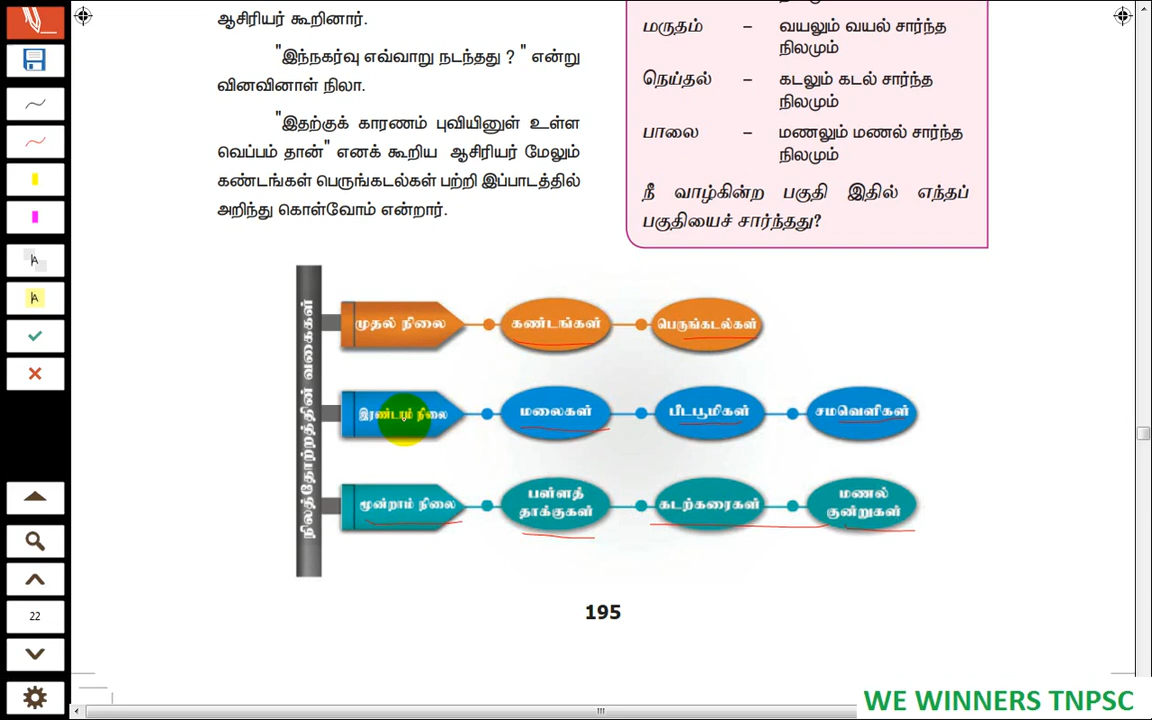 ஆசிரியர் கூறினார்.
"இந்நகர்வு எவ்வாறு நடந்தது ? " என்று
வினவினாள் நிலா.
"இதற்குக் காரணம் புவியினுள் உள்ள
வெப்பம் தான்" எனக் கூறிய ஆசிரியர் மேலும்
கண்டங்கள் பெருங்கடல்கள் பற்றி இப்பாடத்தில்
அறிந்து கொள்வோம் என்றார்.
மருதம் – வயலும் வயல் சார்ந்த
நிலமும்
நெய்தல் – கடலும் கடல் சார்ந்த
நிலமும்
பாலை – மணலும் மணல் சார்ந்த
நிலமும்
நீ வாழ்கின்ற பகுதி இதில் எந்தப்
பகுதியைச் சார்ந்தது?
நிலத்தோற்றத்தின் வகைகள்
முதல் நிலை கண்டங்கள் பெருங்கடல்கள்
இரண்டாம் நிலை மலைகள் பீடபூமிகள் சமவெளிகள்
மூன்றாம் நிலை பள்ளத் தாக்குகள் கடற்கரைகள் மணல் குன்றுகள்
195
22
WE WINNERS TNPSC